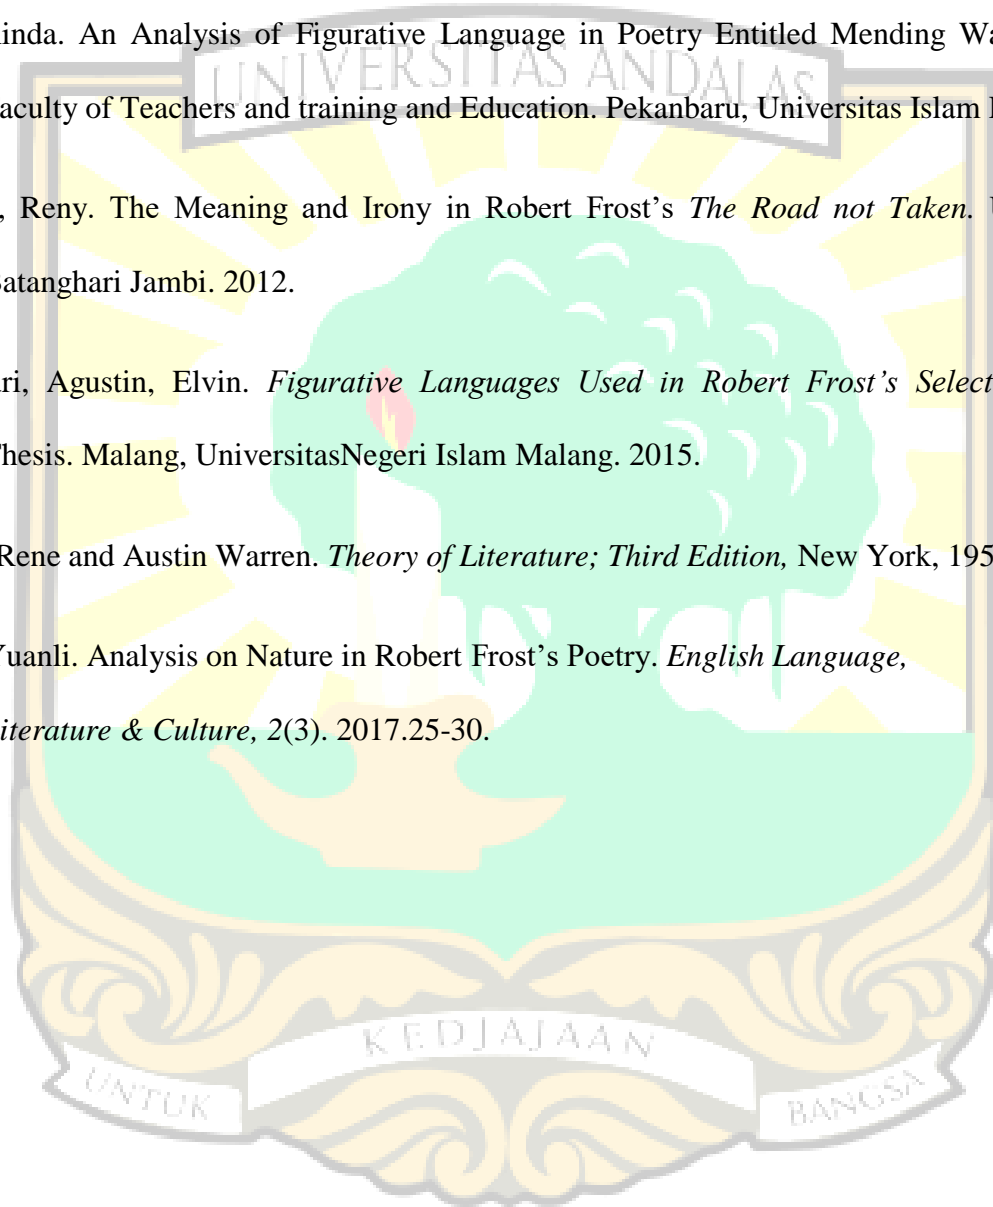 UNIVERSITAS ANDALAS
inda. An Analysis of Figurative Language in Poetry Entitled Mending Wa
aculty of Teachers and training and Education. Pekanbaru, Universitas Islam
, Reny. The Meaning and Irony in Robert Frost’s The Road not Taken.
Batanghari Jambi. 2012.
ri, Agustin, Elvin. Figurative Languages Used in Robert Frost’s Select
Thesis. Malang, UniversitasNegeri Islam Malang. 2015.
Rene and Austin Warren. Theory of Literature; Third Edition, New York, 195
Yuanli. Analysis on Nature in Robert Frost’s Poetry. English Language,
iterature & Culture, 2(3). 2017.25-30.
KEDJAJAAN
UNTUK
BANGSA